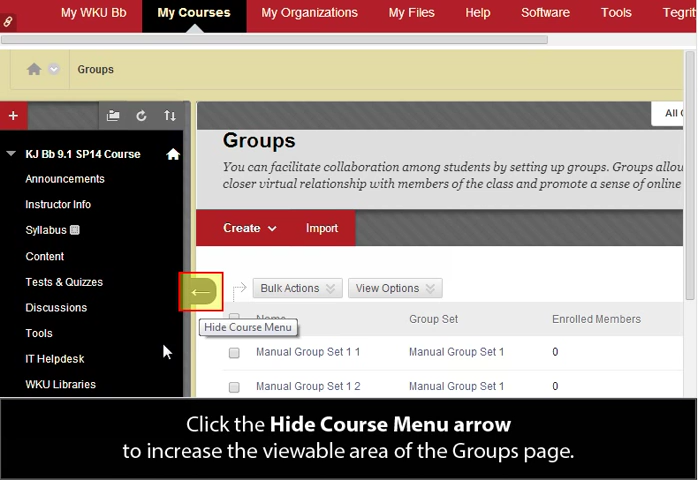 My WKU Bb My Courses My Organizations My Files Help Software Tools Tegrit
Groups
All C
KJ Bb 9.1 SP14 Course
Announcements
Instructor Info
Syllabus
Content
Tests & Quizzes
Discussions
Tools
IT Helpdesk
WKU Libraries
Groups
You can facilitate collaboration among students by setting up groups. Groups allow
closer virtual relationship with members of the class and promote a sense of online
Create Import
Bulk Actions View Options
Name Group Set Enrolled Members
Hide Course Menu
Manual Group Set 1 1 Manual Group Set 1 0
Manual Group Set 1 2 Manual Group Set 1 0
Click the Hide Course Menu arrow
to increase the viewable area of the Groups page.